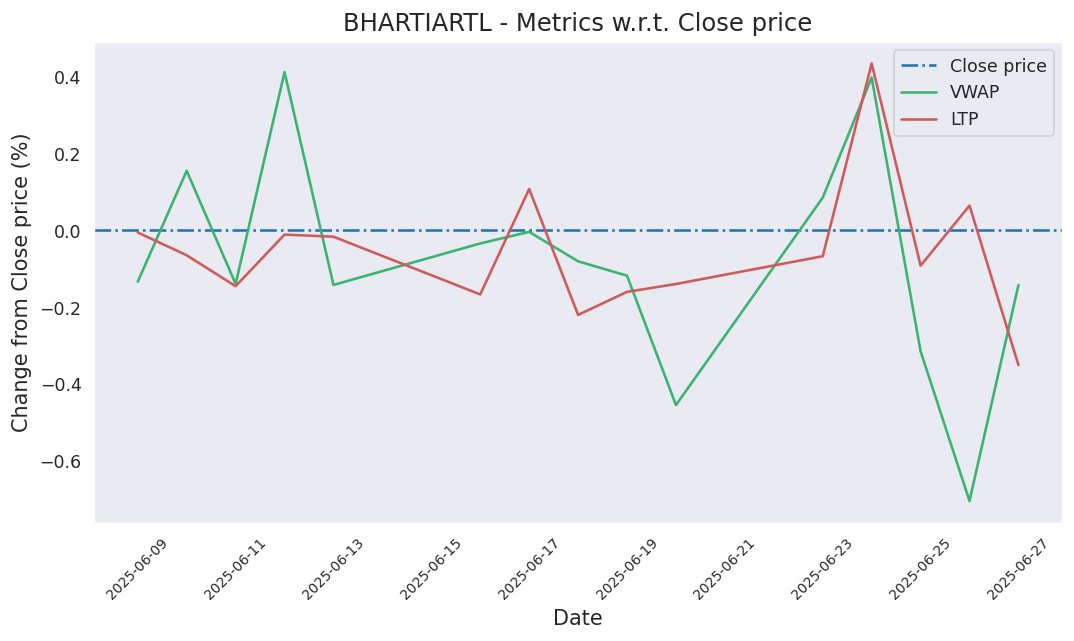 BHARTIARTL - Metrics w.r.t. Close price
Close price
VWAP
LTP
Change from Close price (%)
0.4
0.2
0.0
−0.2
−0.4
−0.6
2025-06-09
2025-06-11
2025-06-13
2025-06-15
2025-06-17
2025-06-19
2025-06-21
2025-06-23
2025-06-25
2025-06-27
Date